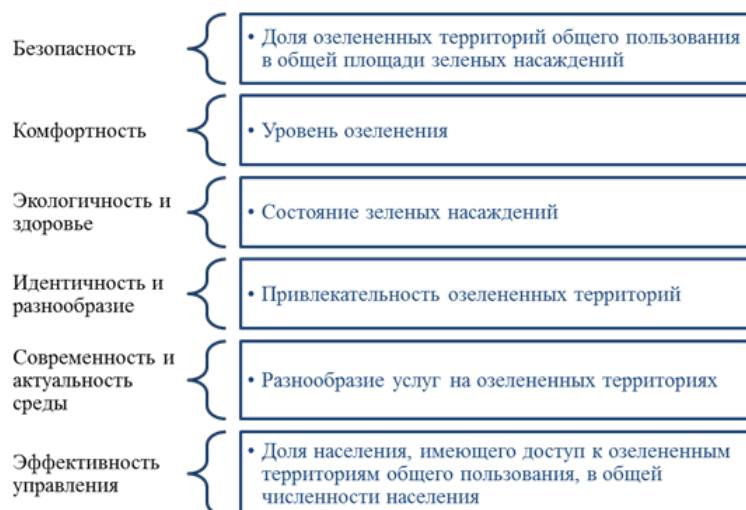 Безопасность
• Доля озелененных территорий общего пользования
в общей площади зеленых насаждений
Комфортность
• Уровень озеленения
Экологичность и
здоровье
• Состояние зеленых насаждений
Идентичность и
разнообразие
• Привлекательность озелененных территорий
Современность и
актуальность
среды
• Разнообразие услуг на озелененных территориях
Эффективность
управления
• Доля населения, имеющего доступ к озелененным
территориям общего пользования, в общей
численности населения